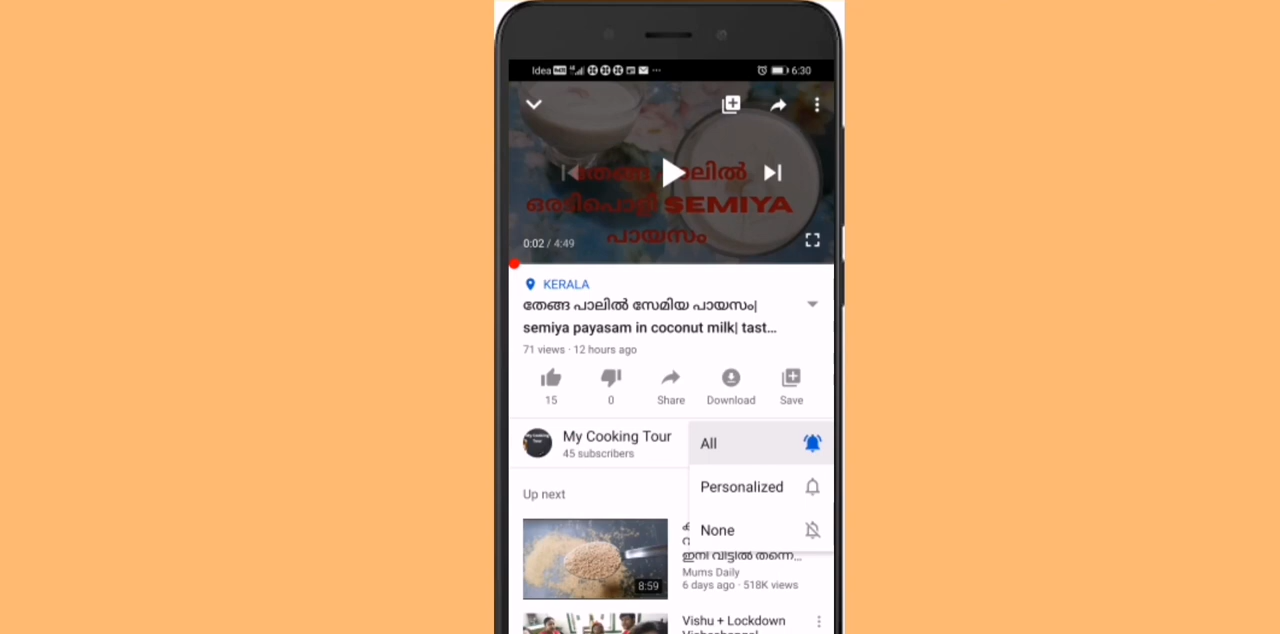 Idea 6:30
പാലിൽ
SEMIYA
പായസം
0:02 / 4:49
KERALA
തേങ്ങ പാലിൽ സേമിയ പായസം|
semiya payasam in coconut milk| tast...
71 views · 12 hours ago
15 0 Share Download Save
My Cooking Tour
45 subscribers
All
Personalized
None
Up next
ഇനി വീട്ടിൽ തന്നെ...
Mums Daily
6 days ago · 518K views
8:59
Vishu + Lockdown